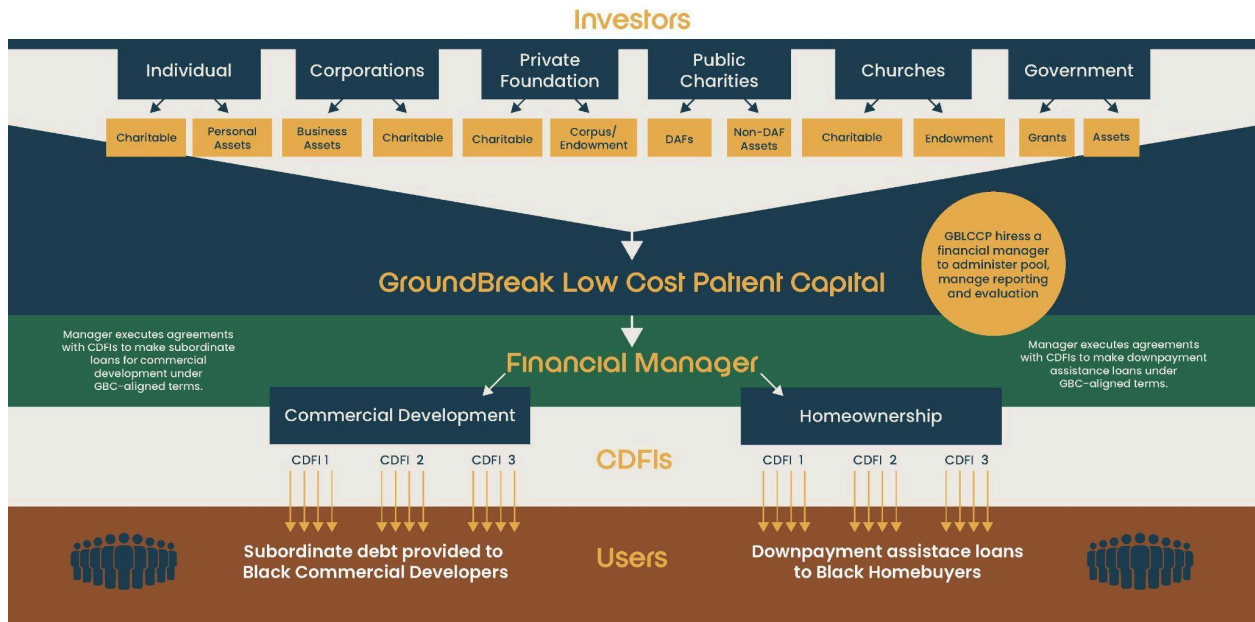 Investors
Individual
Corporations
Private
Foundation
Public
Charities
Churches
Government
Charitable
Personal
Assets
Business
Assets
Charitable
Charitable
Corpus/
Endowment
DAFs
Non-DAF
Assets
Charitable
Endowment
Grants
Assets
GBLCCP hiress a
financial manager
to administer pool,
manage reporting
and evaluation
GroundBreak Low Cost Patient Capital
Manager executes agreements
with CDFIs to make subordinate
loans for commercial
development under
GBC-aligned terms.
Financial Manager
Manager executes agreements
with CDFIs to make downpayment
assistance loans under
GBC-aligned terms.
Commercial Development
Homeownership
CDFI 1
CDFI 2
CDFI 3
CDFIs
CDFI 1
CDFI 2
CDFI 3
Subordinate debt provided to
Black Commercial Developers
Users
Downpayment assistace loans
to Black Homebuyers